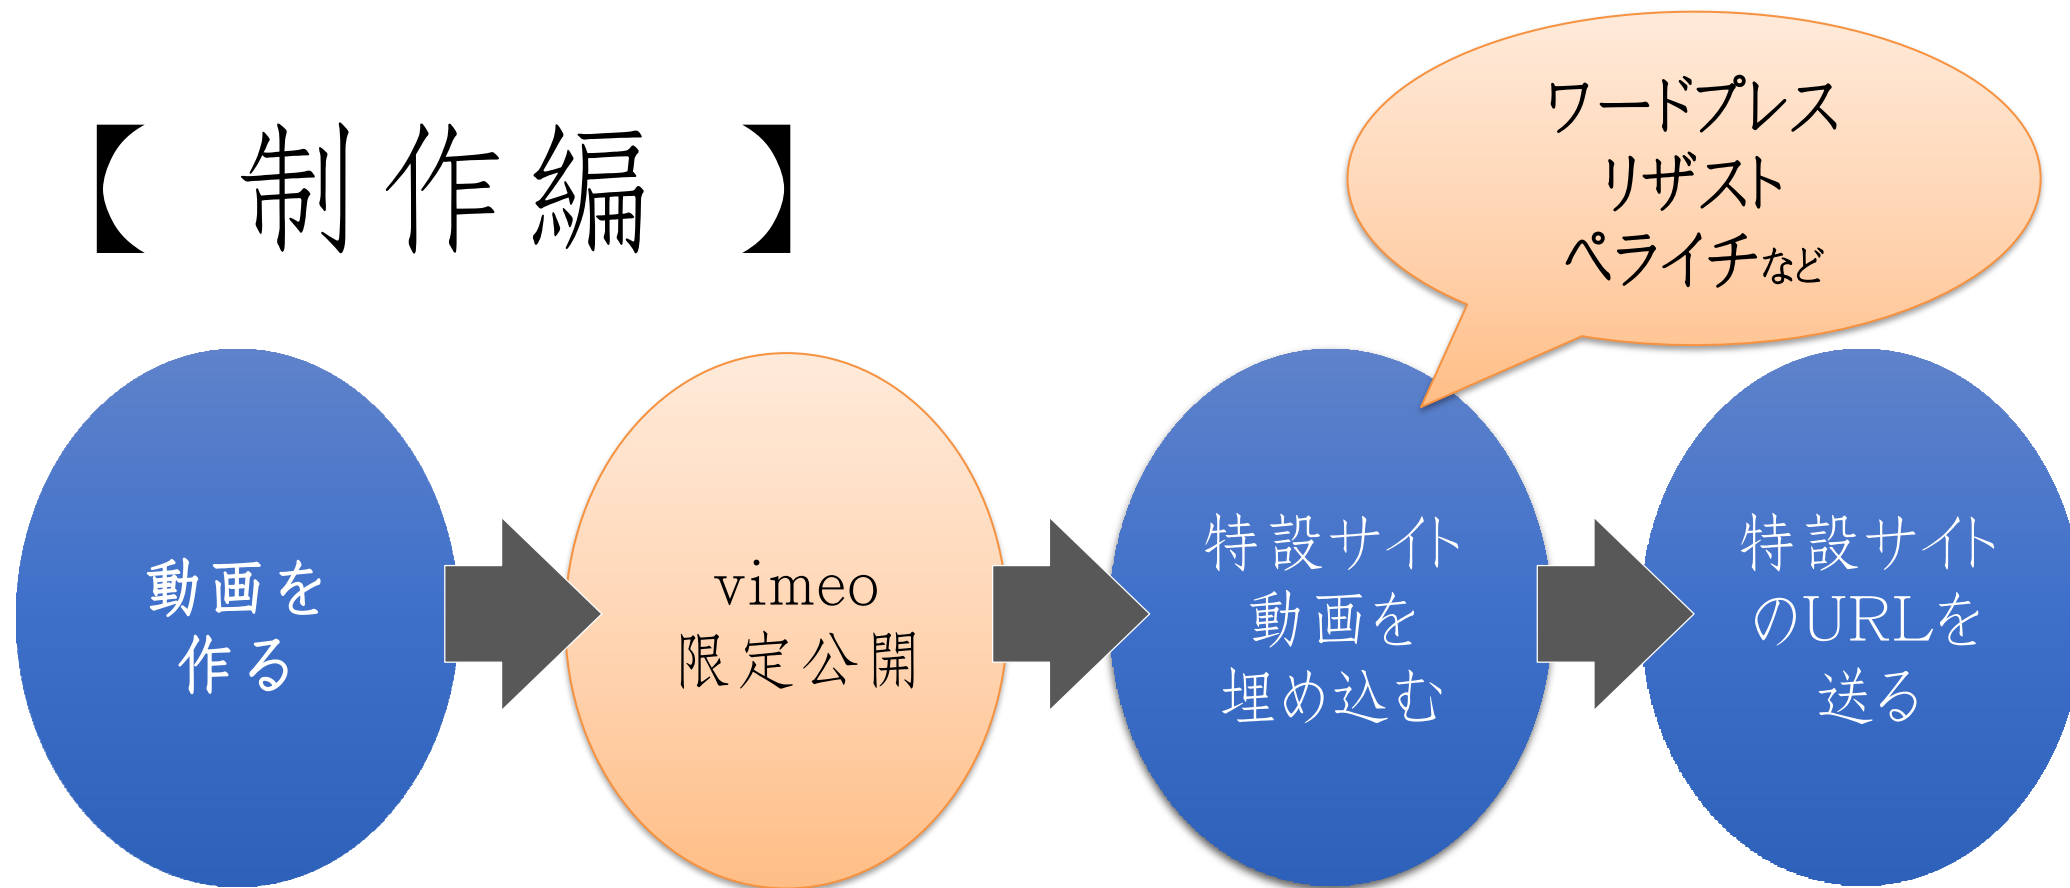 【 制作編 】
ワードプレス
リザスト
ペライチなど
動画を
作る
vimeo
限定公開
特設サイト
動画を
埋め込む
特設サイト
のURLを
送る